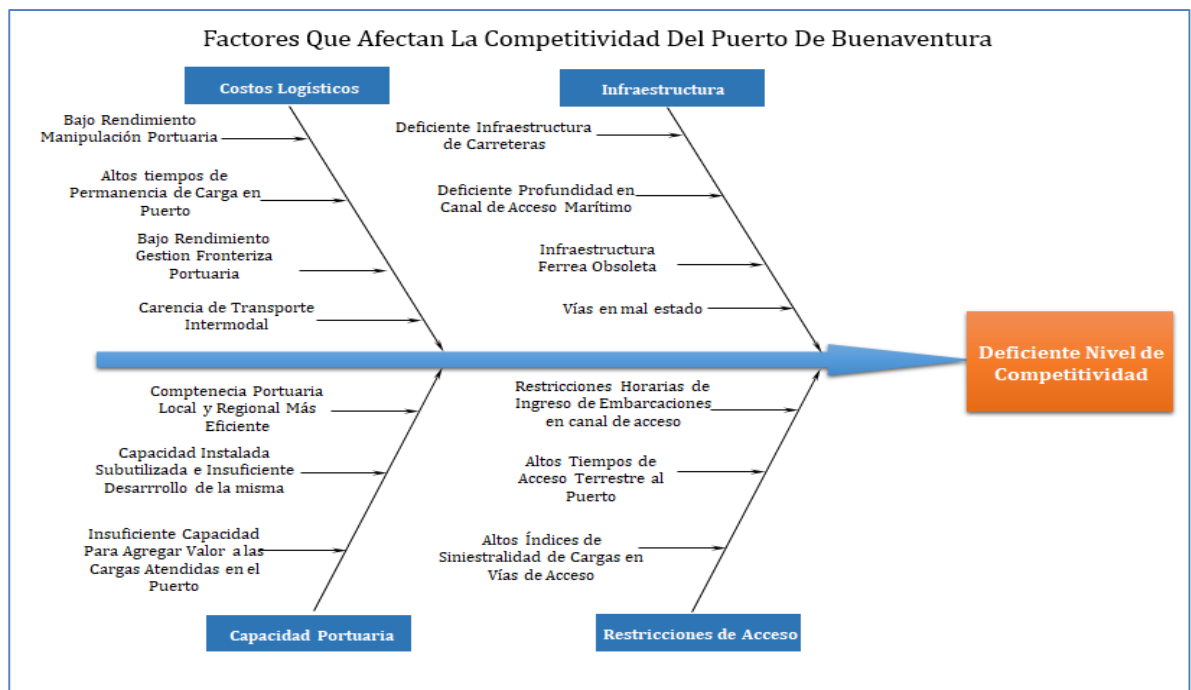 Factores Que Afectan La Competitividad Del Puerto De Buenaventura
Costos Logísticos
Bajo Rendimiento
Manipulación Portuaria
Altos tiempos de
Permanencia de Carga en
Puerto
Bajo Rendimiento
Gestion Fronteriza
Portuaria
Carencia de Transporte
Intermodal
Infraestructura
Deficiente Infraestructura
de Carreteras
Deficiente Profundidad en
Canal de Acceso Marítimo
Infraestructura
Ferrea Obsoleta
Vías en mal estado
Deficiente Nivel de
Competitividad
Comptenecia Portuaria
Local y Regional Más
Eficiente
Capacidad Instalada
Subutilizada e Insuficiente
Desarrrollo de la misma
Insuficiente Capacidad
Para Agregar Valor a las
Cargas Atendidas en el
Puerto
Capacidad Portuaria
Restricciones Horarias de
Ingreso de Embarcaciones
en canal de acceso
Altos Tiempos de
Acceso Terrestre al
Puerto
Altos Índices de
Siniestralidad de Cargas en
Vías de Acceso
Restricciones de Acceso